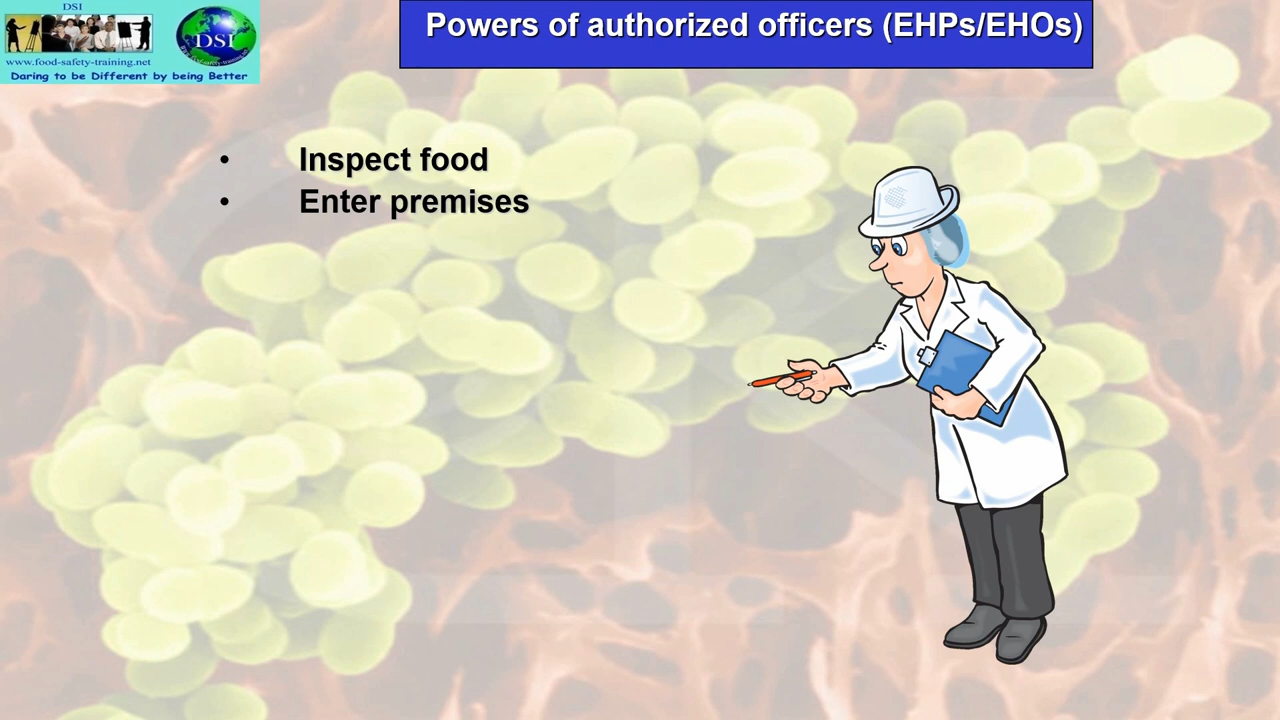 DSI
DSI
www.food-safety-training.net
Daring to be Different by being Better
Powers of authorized officers (EHPs/EHOs)
• Inspect food
• Enter premises